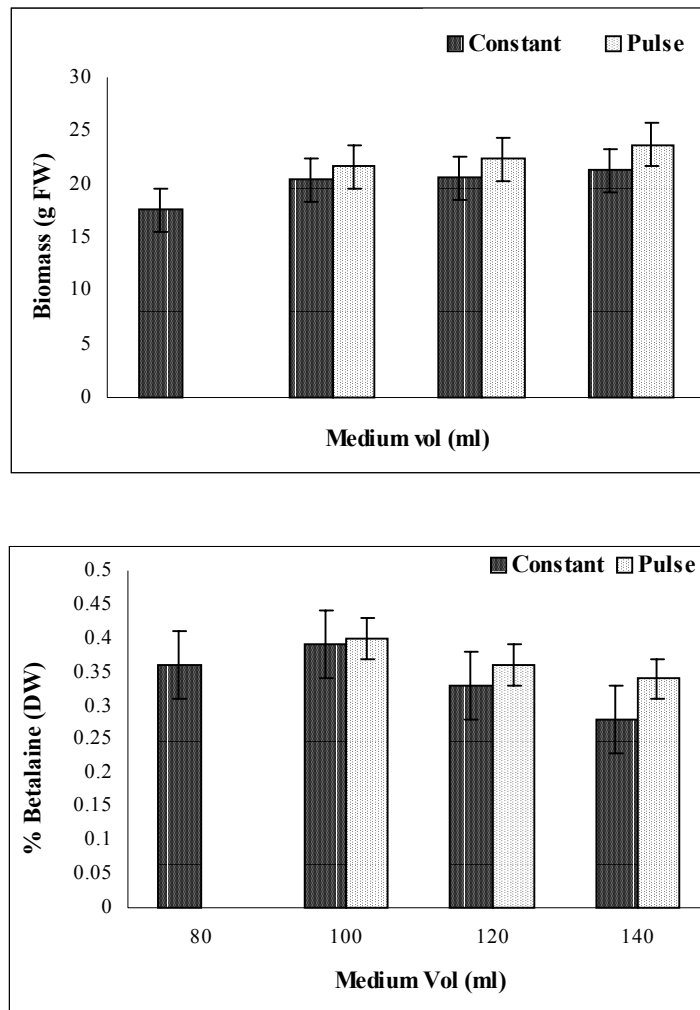 Constant Pulse
30
25
20
15
10
5
0
Biomass (g FW)
Medium vol (ml)
Constant Pulse
0.5
0.45
0.4
0.35
0.3
0.25
0.2
0.15
0.1
0.05
0
% Betalaine (DW)
80 100 120 140
Medium Vol (ml)